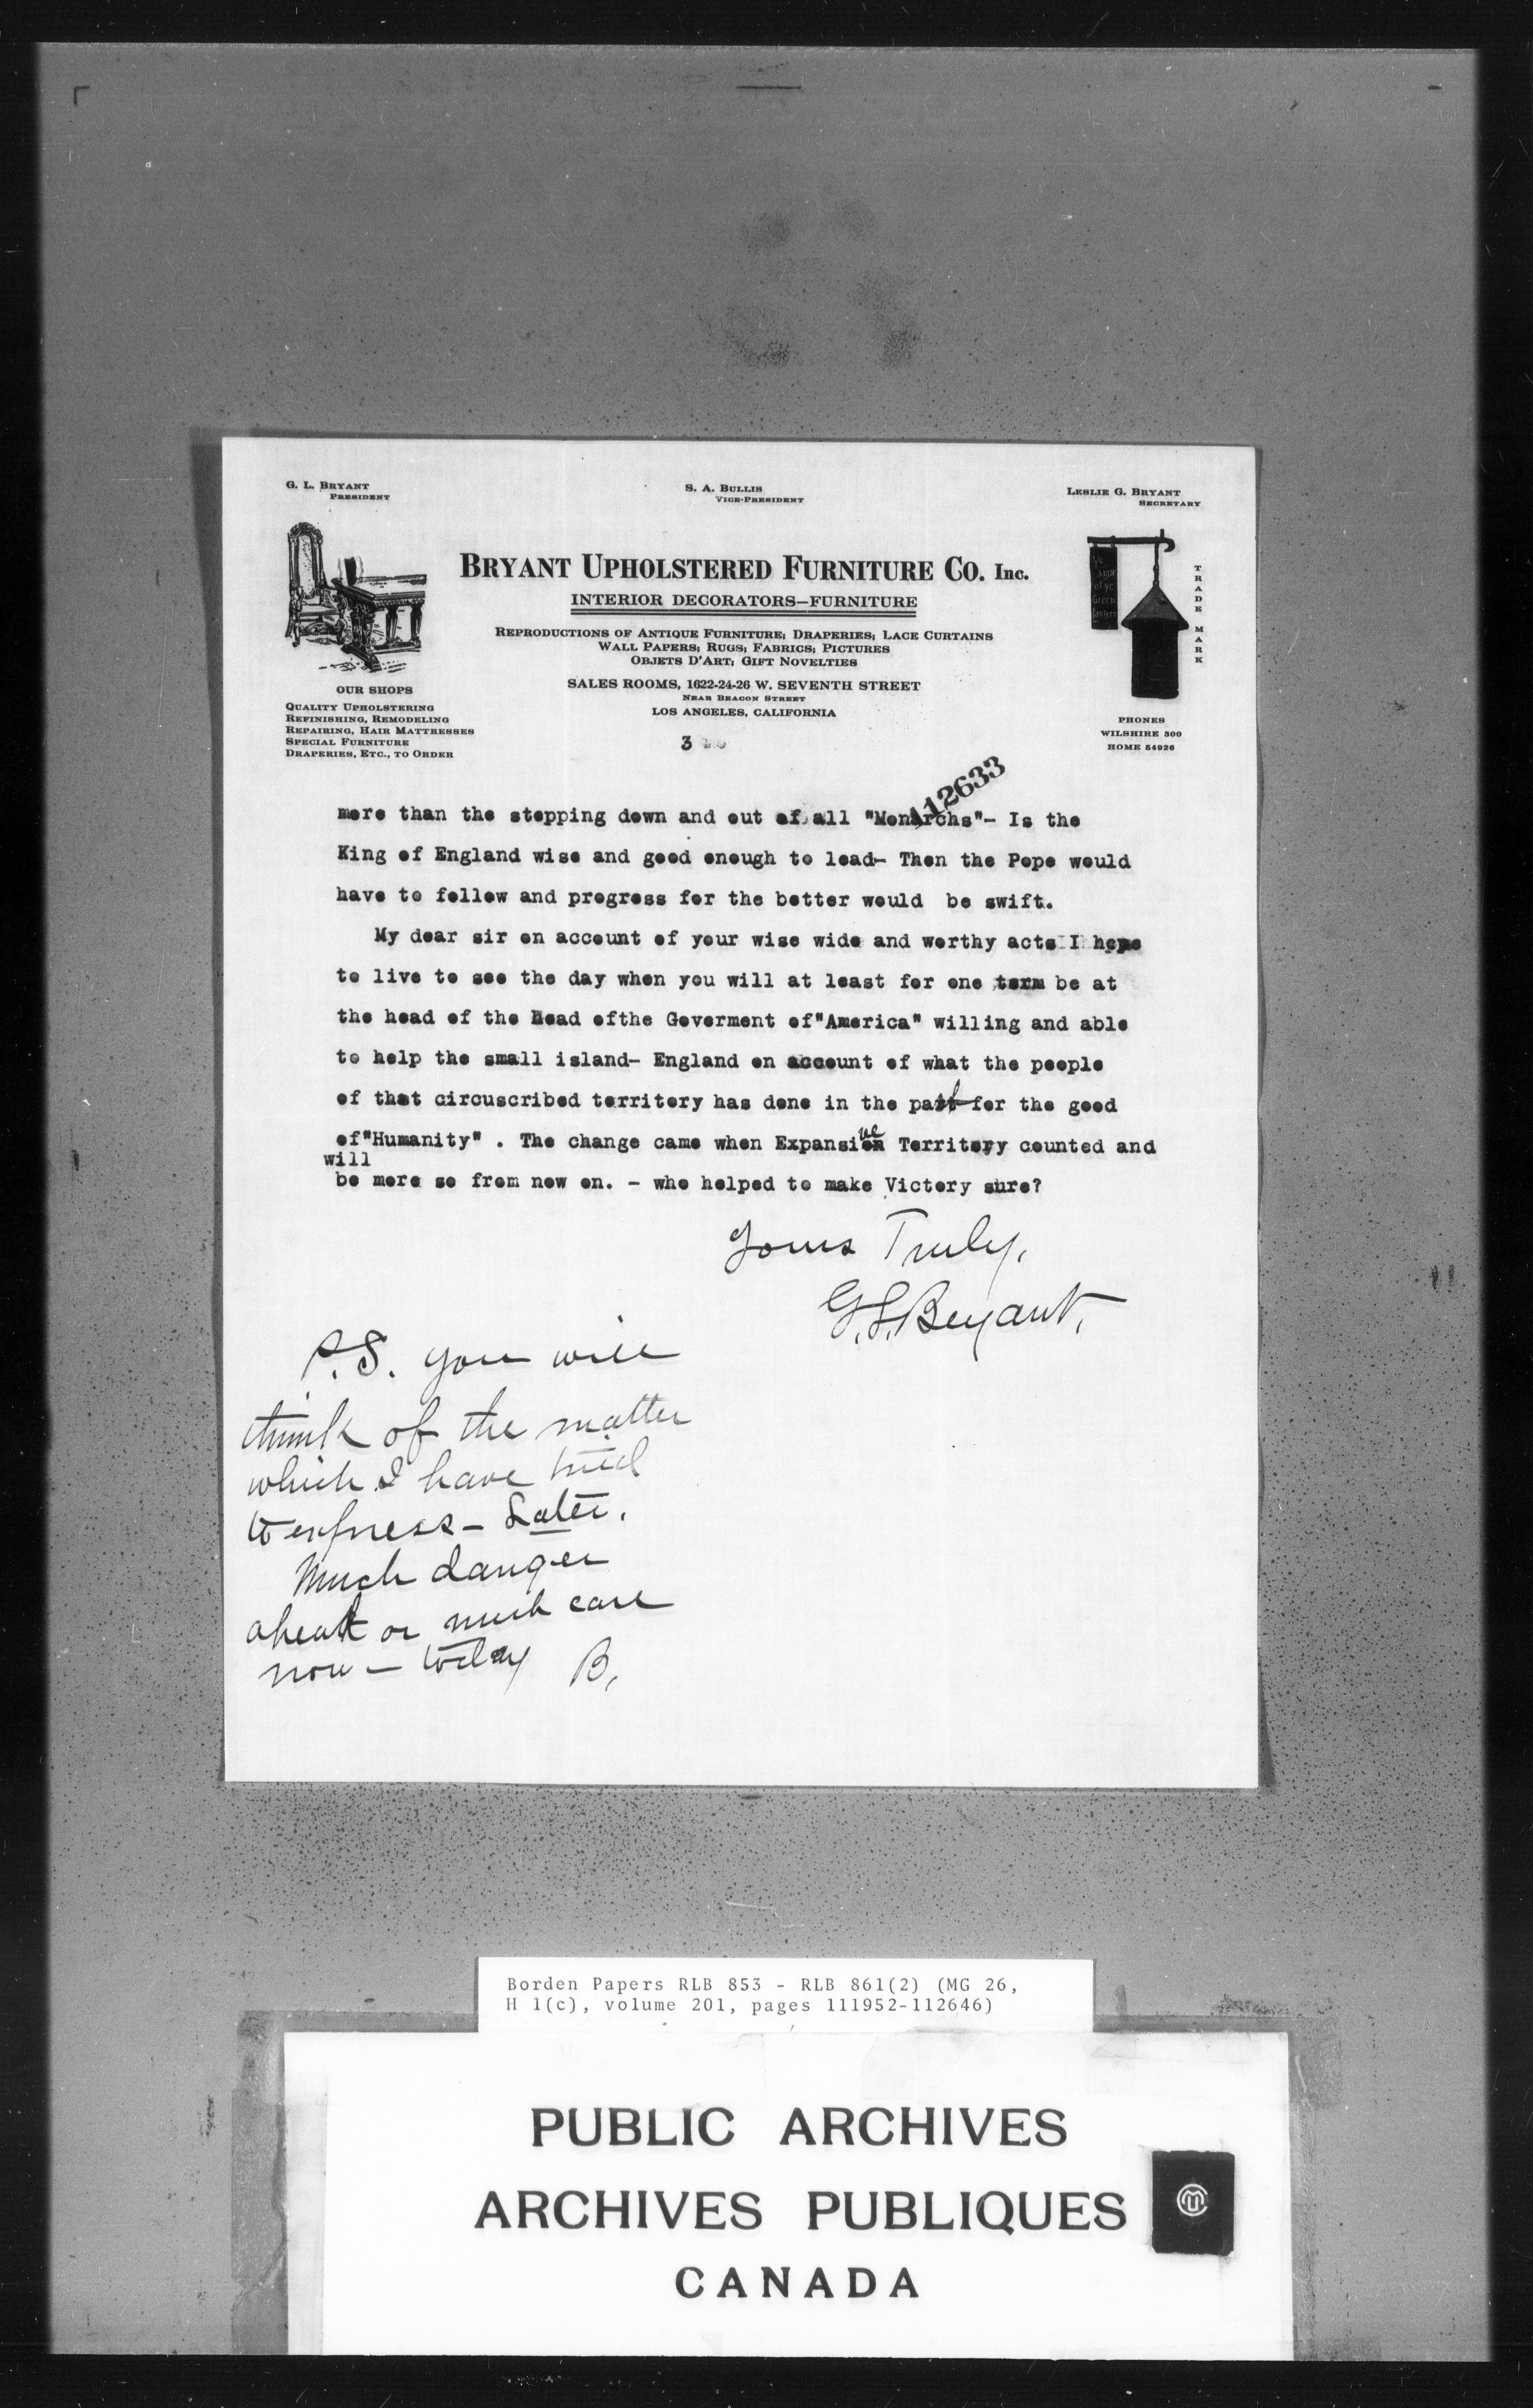 G. L. Bryant
President
S. A. Bullis
Vice-President
Leslie G. Bryant
Secretary
Bryant Upholstered Furniture Co. Inc.
INTERIOR DECORATORS—FURNITURE
Reproductions of Antique Furniture; Draperies; Lace Curtains
Wall Papers; Rugs; Fabrics; Pictures
Objets D'Art; Gift Novelties
SALES ROOMS, 1622-24-26 W. SEVENTH STREET
Near Beacon Street
LOS ANGELES, CALIFORNIA
OUR SHOPS
Quality Upholstering
Refinishing, Remodeling
Repairing, Hair Mattresses
Special Furniture
Draperies, Etc., to Order
Ye
Sign
of ye
Green
Lantern
TRADE MARK
PHONES
WILSHIRE 300
HOME 54926
3
112633
more than the stepping down and out of all "Monarchs"- Is the
King of England wise and good enough to lead- Then the Pope would
have to follow and progress for the better would be swift.
My dear sir on account of your wise wide and worthy acts I hope
to live to see the day when you will at least for one term be at
the head of the Head ofthe Goverment of"America" willing and able
to help the small island- England on account of what the people
of that circuscribed territory has done in the past for the good
of"Humanity" . The change came when Expansive Territory counted and
will
be more so from now on. - who helped to make Victory sure?
Yours Truly,
G.L. Bryant.
P.S. you will
think of the matter
which I have tried
to express - Later.
Much danger
ahead or much care
now - today B,
Borden Papers RLB 853 - RLB 861(2) (MG 26,
H 1(c), volume 201, pages 111952-112646)
PUBLIC ARCHIVES
ARCHIVES PUBLIQUES
CANADA